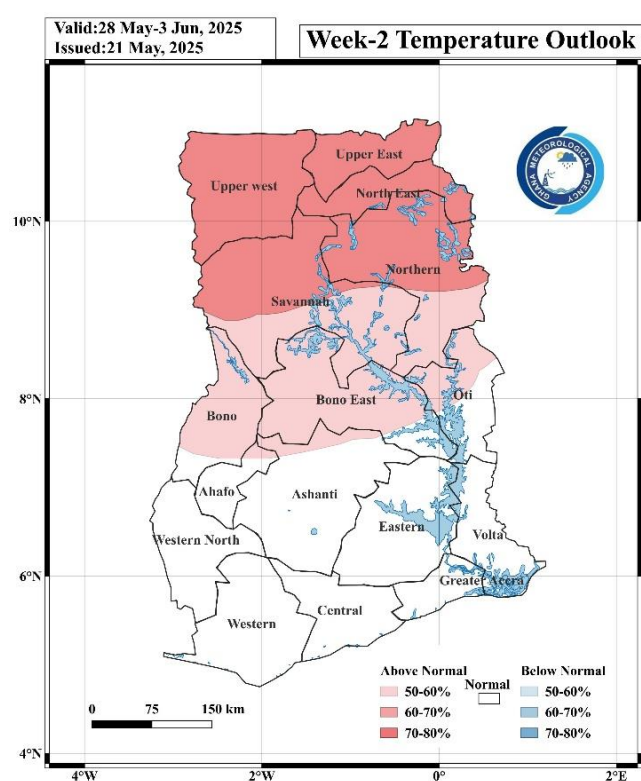 Valid:28 May-3 Jun, 2025
Issued:21 May, 2025
Week-2 Temperature Outlook
GHANA METEOROLOGICAL AGENCY
Upper East
Upper west
North East
10°N
Northern
Savannah
8°N
Bono East
Oti
Bono
Ahafo
Ashanti
Eastern
Western North
Volta
6°N
Greater Accra
Central
Western
Above Normal
Normal
Below Normal
50-60%
50-60%
60-70%
60-70%
70-80%
70-80%
0 75 150 km
4°N
4°W 2°W 0° 2°E